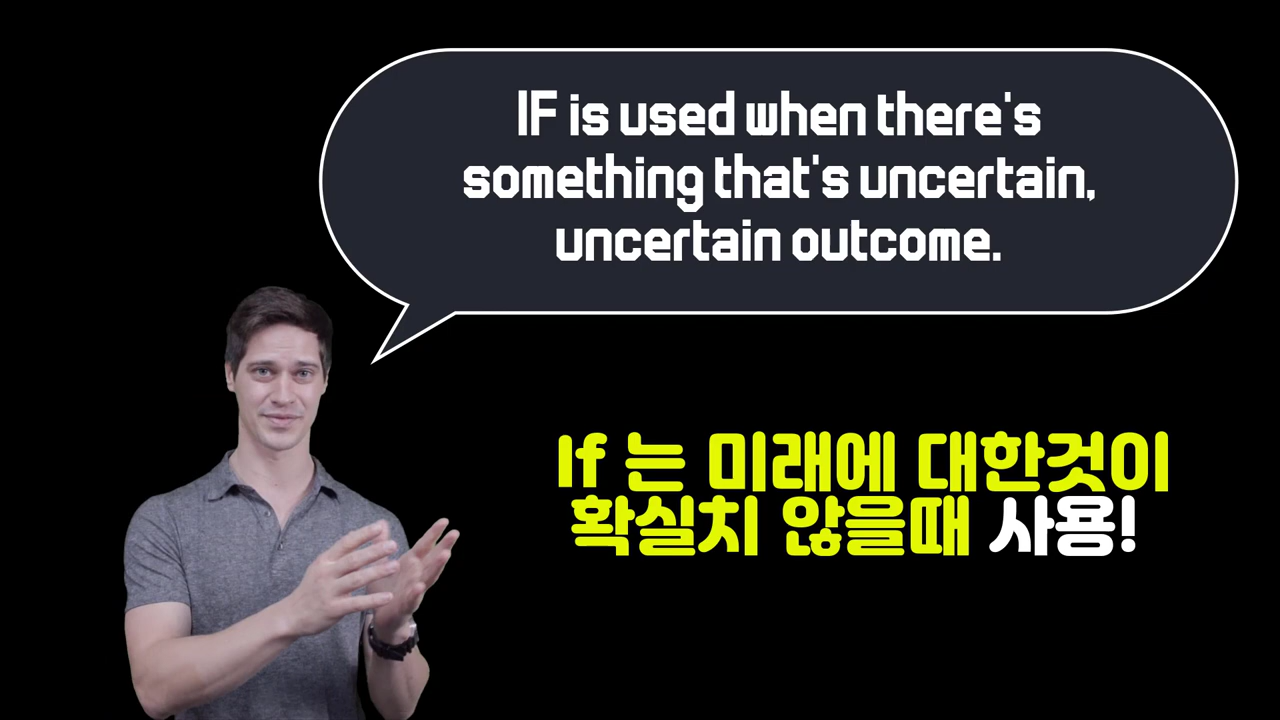 IF is used when there's
something that's uncertain,
uncertain outcome.
If 는 미래에 대한것이
확실치 않을때 사용!